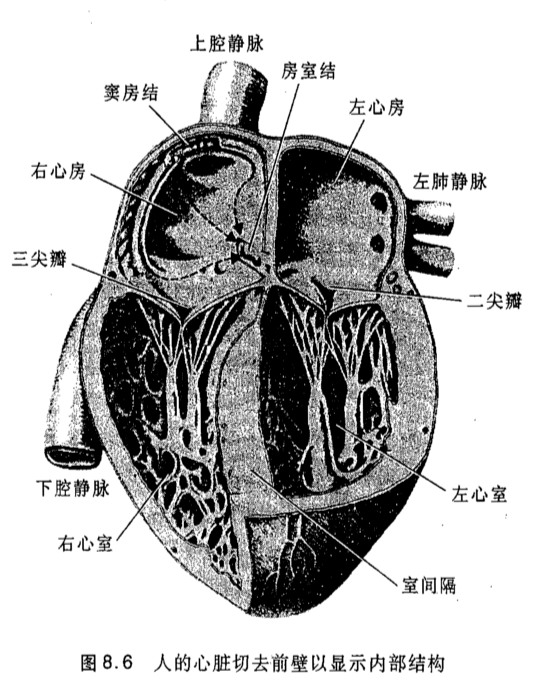 上腔静脉
房室结
窦房结
左心房
右心房
左肺静脉
三尖瓣
二尖瓣
下腔静脉
左心室
右心室
室间隔
图8.6 人的心脏切去前壁以显示内部结构